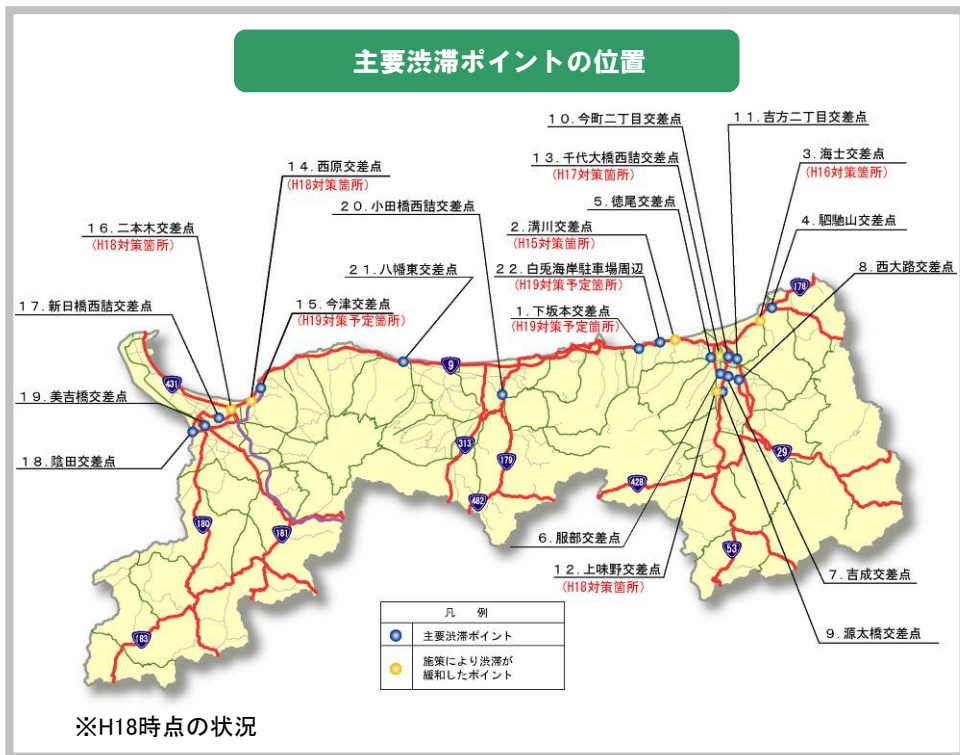 主要渋滞ポイントの位置
１０．今町二丁目交差点
１１．吉方二丁目交差点
１３．千代大橋西詰交差点
（H17対策箇所）
３．海士交差点
（H16対策箇所）
１４．西原交差点
（H18対策箇所）
５．徳尾交差点
２０．小田橋西詰交差点
４．駟馳山交差点
１６．二本木交差点
（H18対策箇所）
２．溝川交差点
（H15対策箇所）
２１．八幡東交差点
２２．白兎海岸駐車場周辺
（H19対策予定箇所）
８．西大路交差点
１７．新日橋西詰交差点
１５．今津交差点
（H19対策予定箇所）
１．下坂本交差点
（H19対策予定箇所）
178
9
431
１９．美吉橋交差点
１８．陰田交差点
313
179
29
428
482
180
181
53
６．服部交差点
１２．上味野交差点
（H18対策箇所）
７．吉成交差点
９．源太橋交差点
183
凡　例
主要渋滞ポイント
施策により渋滞が
緩和したポイント
※H18時点の状況